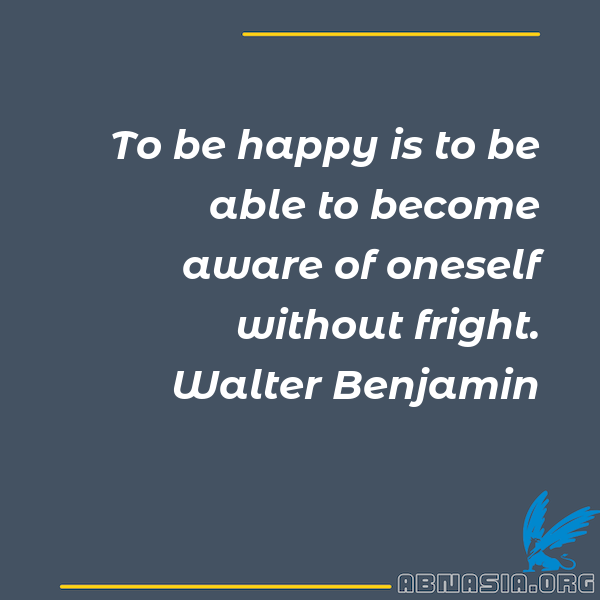 To be happy is to be
able to become
aware of oneself
without fright.
Walter Benjamin
ABNASIA.ORG